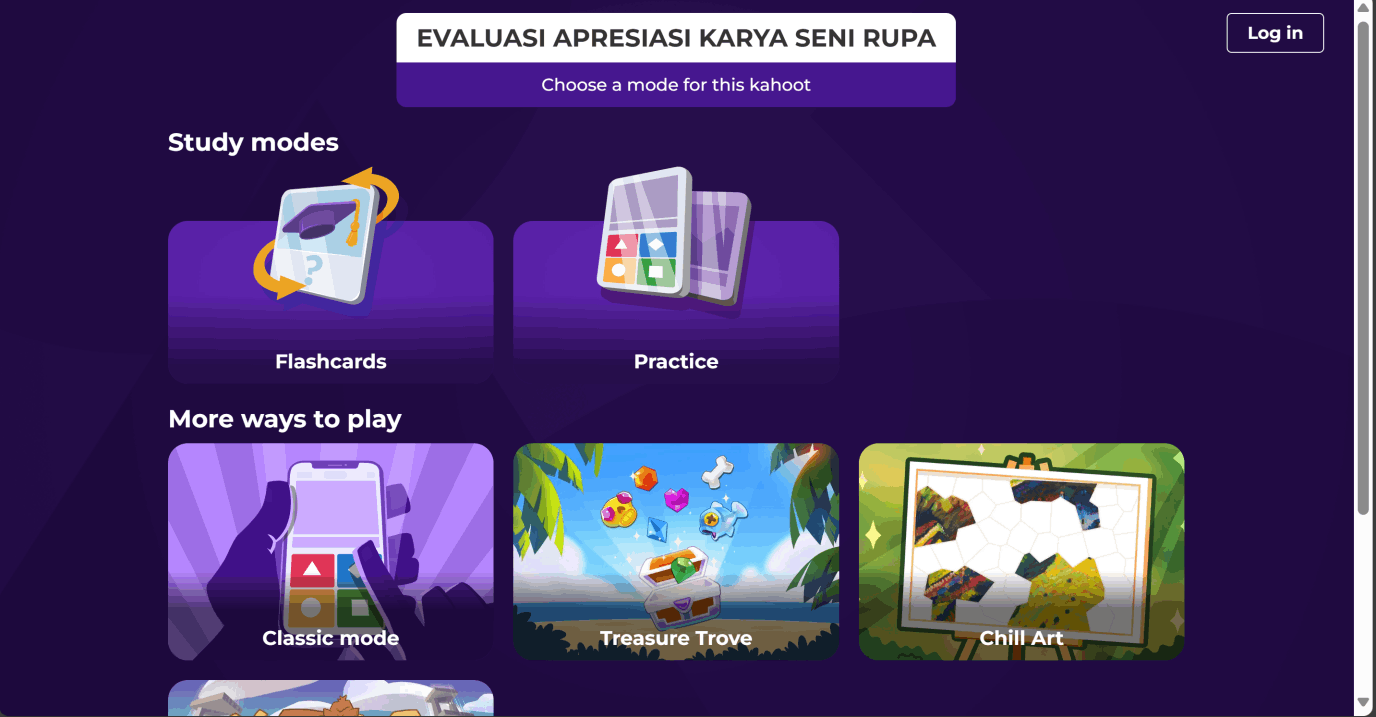 EVALUASI APRESIASI KARYA SENI RUPA
Log in
Choose a mode for this kahoot
Study modes
?
Flashcards
Practice
More ways to play
Classic mode
Treasure Trove
Chill Art